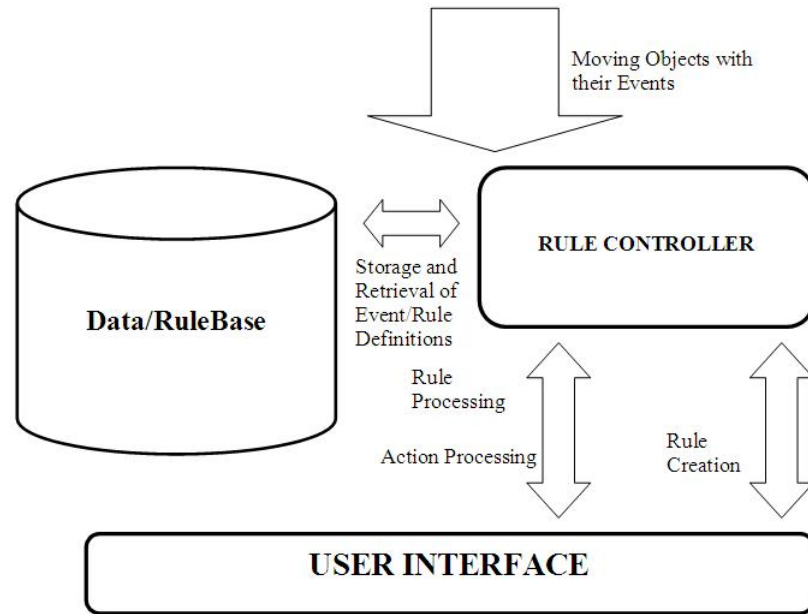 Moving Objects with
their Events
RULE CONTROLLER
Data/RuleBase
Storage and
Retrieval of
Event/Rule
Definitions
Rule
Processing
Action Processing
Rule
Creation
USER INTERFACE